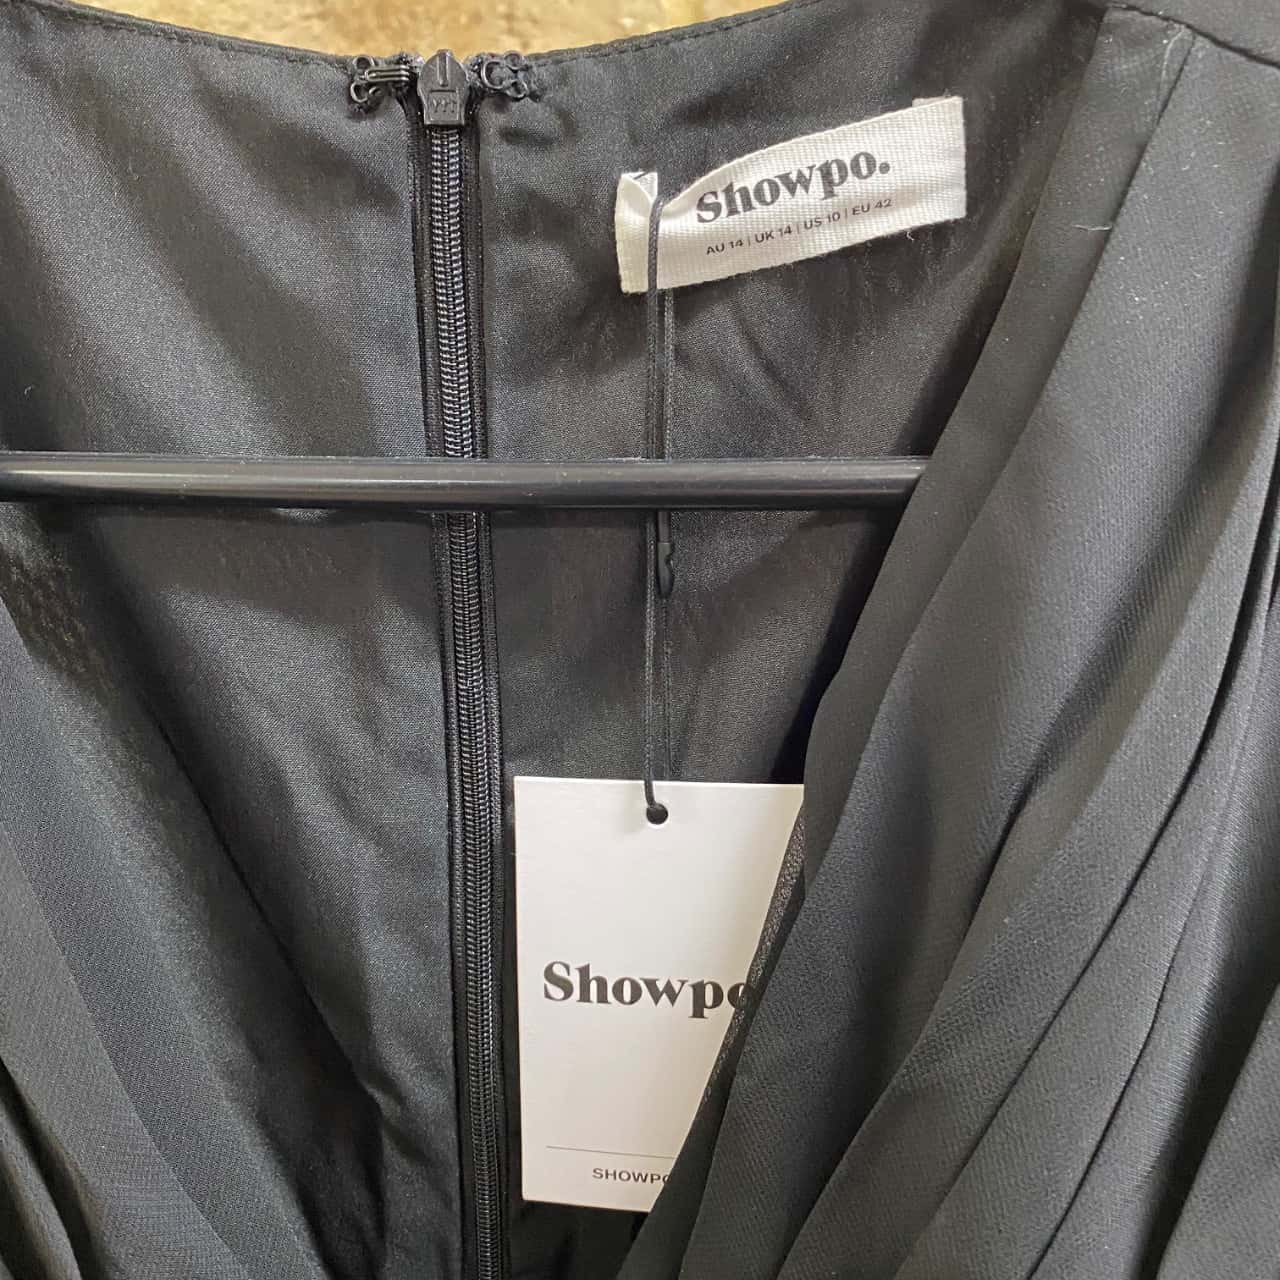 Showpo.
AU 14 | UK 14 | US 10 | EU 42
Showpo
SHOWPO